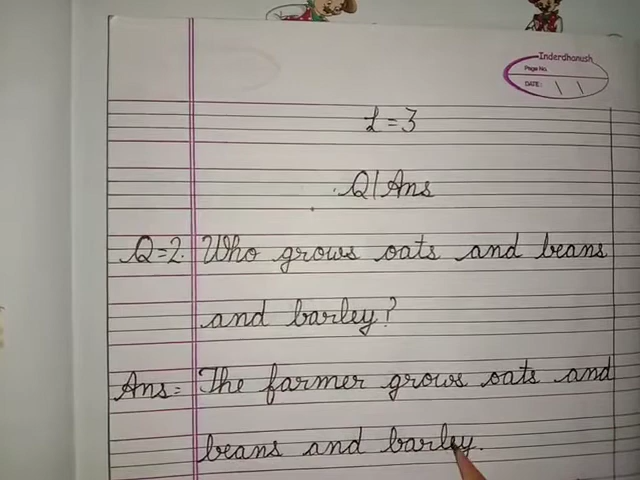 Inderdhanush
Page No.
DATE: \ \
L=3
Q|Ans
Q=2. Who grows oats and beans
and barley?
Ans= The farmer grows oats and
beans and barley.